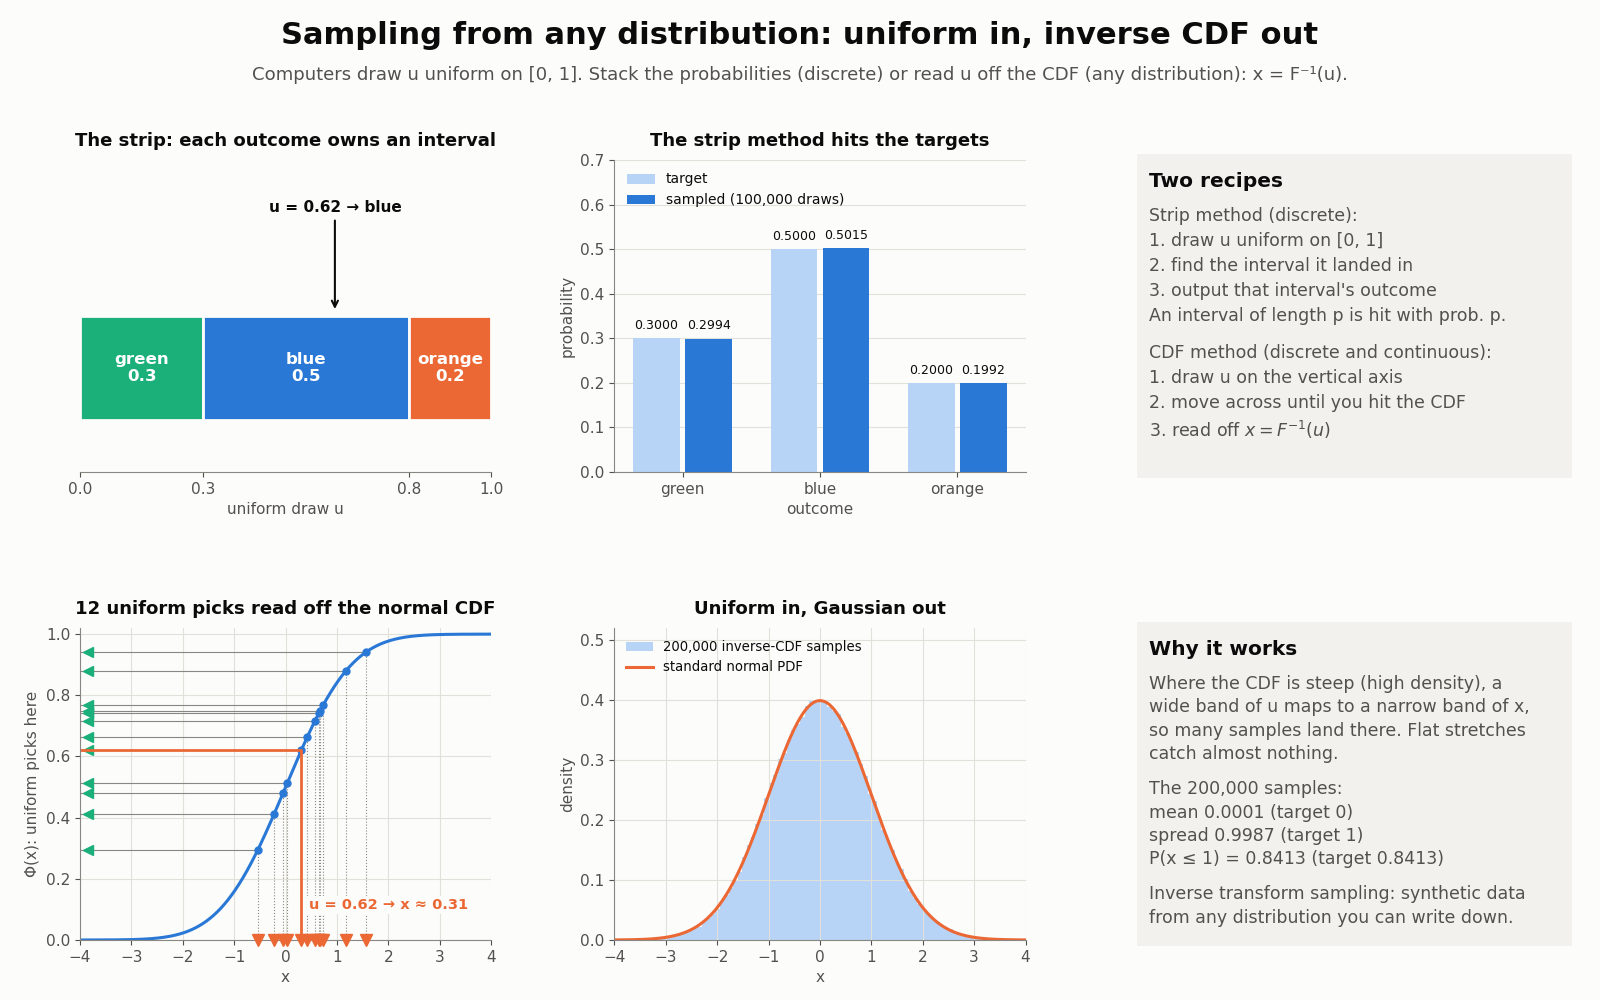 Sampling from any distribution: uniform in, inverse CDF out
Computers draw u uniform on [0, 1]. Stack the probabilities (discrete) or read u off the CDF (any distribution): x = F⁻¹(u).
The strip: each outcome owns an interval
u = 0.62 → blue
green
0.3
blue
0.5
orange
0.2
0.0 0.3 0.8 1.0
uniform draw u
The strip method hits the targets
target
sampled (100,000 draws)
0.7
0.6
0.5
0.4
0.3
0.2
0.1
0.0
probability
0.3000 0.2994
0.5000 0.5015
0.2000 0.1992
green blue orange
outcome
Two recipes
Strip method (discrete):
1. draw u uniform on [0, 1]
2. find the interval it landed in
3. output that interval's outcome
An interval of length p is hit with prob. p.
CDF method (discrete and continuous):
1. draw u on the vertical axis
2. move across until you hit the CDF
3. read off x = F⁻¹(u)
12 uniform picks read off the normal CDF
1.0
0.8
0.6
0.4
0.2
0.0
Φ(x): uniform picks here
u = 0.62 → x ≈ 0.31
−4 −3 −2 −1 0 1 2 3 4
x
Uniform in, Gaussian out
200,000 inverse-CDF samples
standard normal PDF
0.5
0.4
0.3
0.2
0.1
0.0
density
−4 −3 −2 −1 0 1 2 3 4
x
Why it works
Where the CDF is steep (high density), a
wide band of u maps to a narrow band of x,
so many samples land there. Flat stretches
catch almost nothing.
The 200,000 samples:
mean 0.0001 (target 0)
spread 0.9987 (target 1)
P(x ≤ 1) = 0.8413 (target 0.8413)
Inverse transform sampling: synthetic data
from any distribution you can write down.